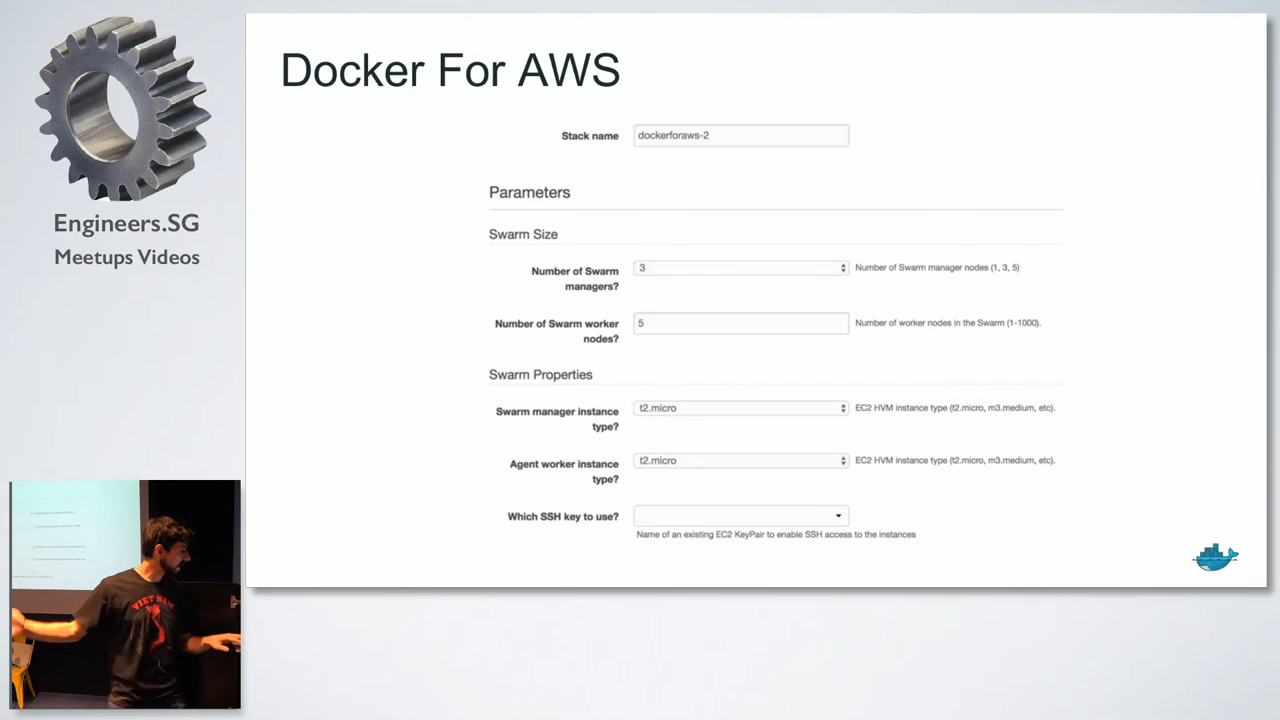 Engineers.SG
Meetups Videos
Docker For AWS
Stack name
dockerforaws-2
Parameters
Swarm Size
Number of Swarm
managers?
3
Number of Swarm manager nodes (1, 3, 5)
Number of Swarm worker
nodes?
5
Number of worker nodes in the Swarm (1-1000).
Swarm Properties
Swarm manager instance
type?
t2.micro
EC2 HVM instance type (t2.micro, m3.medium, etc).
Agent worker instance
type?
t2.micro
EC2 HVM instance type (t2.micro, m3.medium, etc).
Which SSH key to use?
Name of an existing EC2 KeyPair to enable SSH access to the instances
VIET NAM